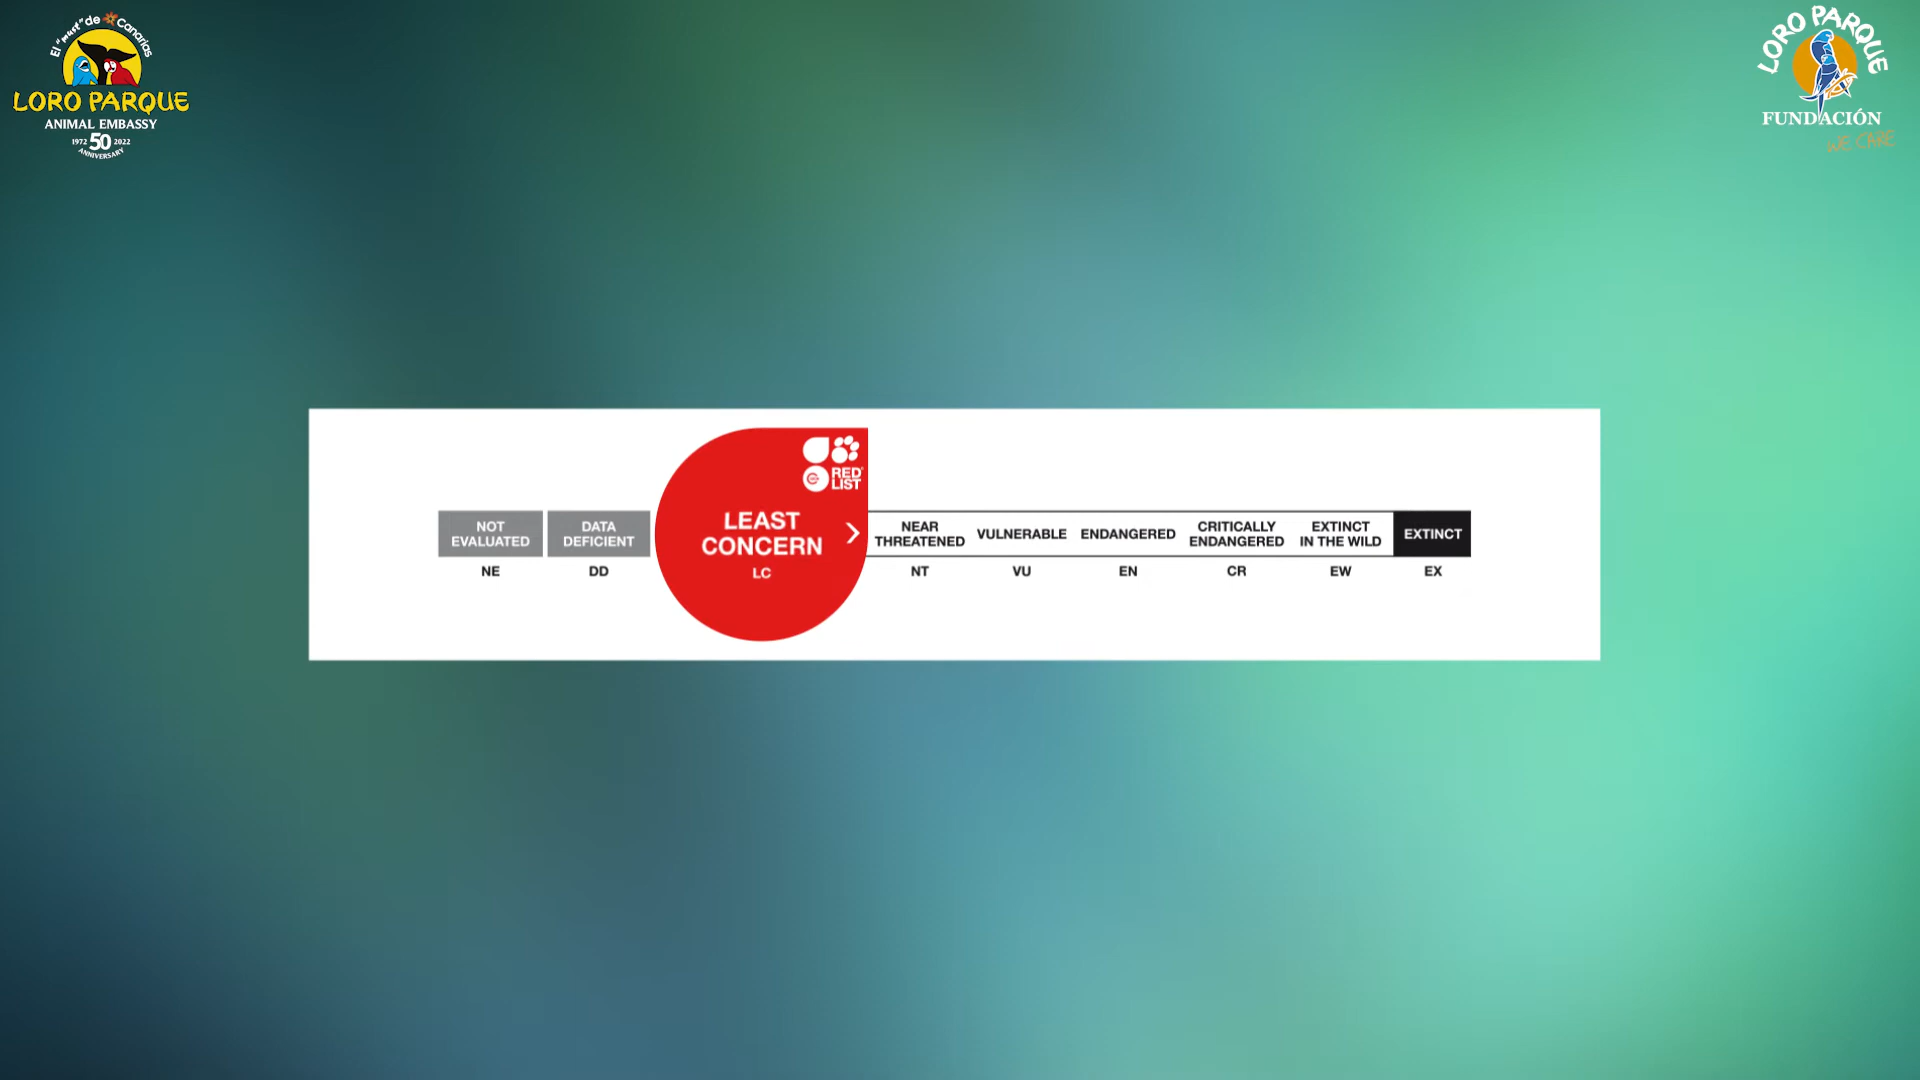 El "must" de Canarias
LORO PARQUE
ANIMAL EMBASSY
1972 50 2022
ANNIVERSARY
LORO PARQUE
FUNDACIÓN
WE CARE
RED
LIST
NOT
EVALUATED
NE
DATA
DEFICIENT
DD
LEAST
CONCERN
LC
NEAR
THREATENED
NT
VULNERABLE
VU
ENDANGERED
EN
CRITICALLY
ENDANGERED
CR
EXTINCT
IN THE WILD
EW
EXTINCT
EX